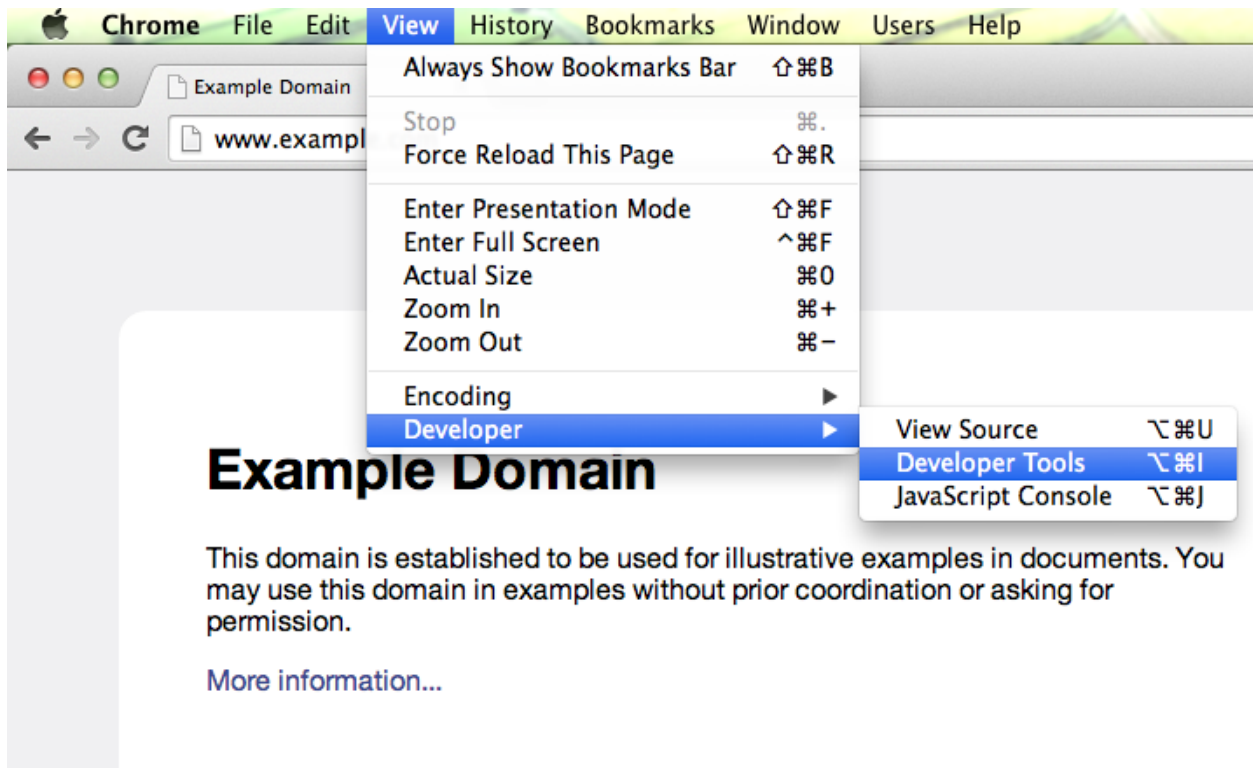 Chrome File Edit View History Bookmarks Window Users Help
Example Domain
www.exampl
Always Show Bookmarks Bar ⇧⌘B
Stop ⌘.
Force Reload This Page ⇧⌘R
Enter Presentation Mode ⇧⌘F
Enter Full Screen ^⌘F
Actual Size ⌘0
Zoom In ⌘+
Zoom Out ⌘−
Encoding ▶
Developer ▶
View Source ⌥⌘U
Developer Tools ⌥⌘I
JavaScript Console ⌥⌘J
Example Domain
This domain is established to be used for illustrative examples in documents. You
may use this domain in examples without prior coordination or asking for
permission.
More information...